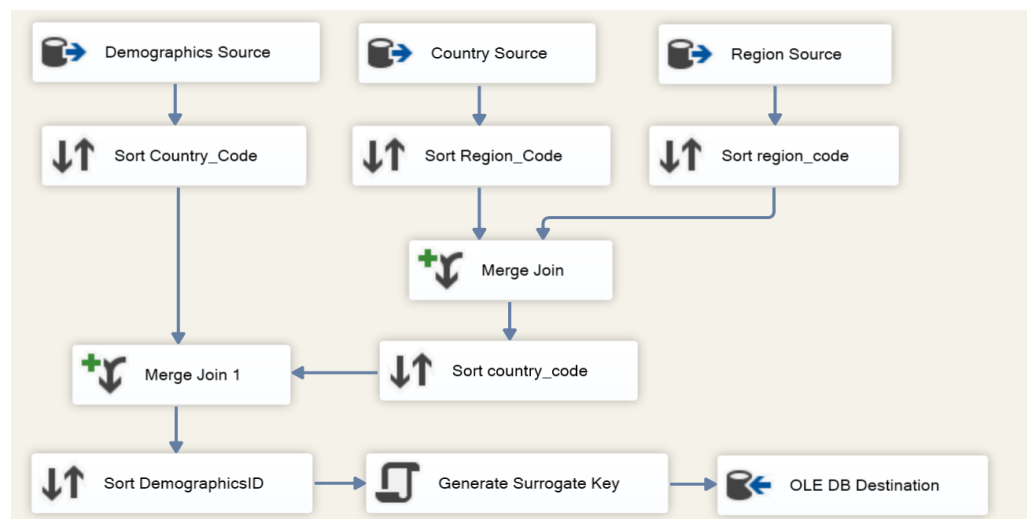 Demographics Source
Country Source
Region Source
Sort Country_Code
Sort Region_Code
Sort region_code
Merge Join
Merge Join 1
Sort country_code
Sort DemographicsID
Generate Surrogate Key
OLE DB Destination